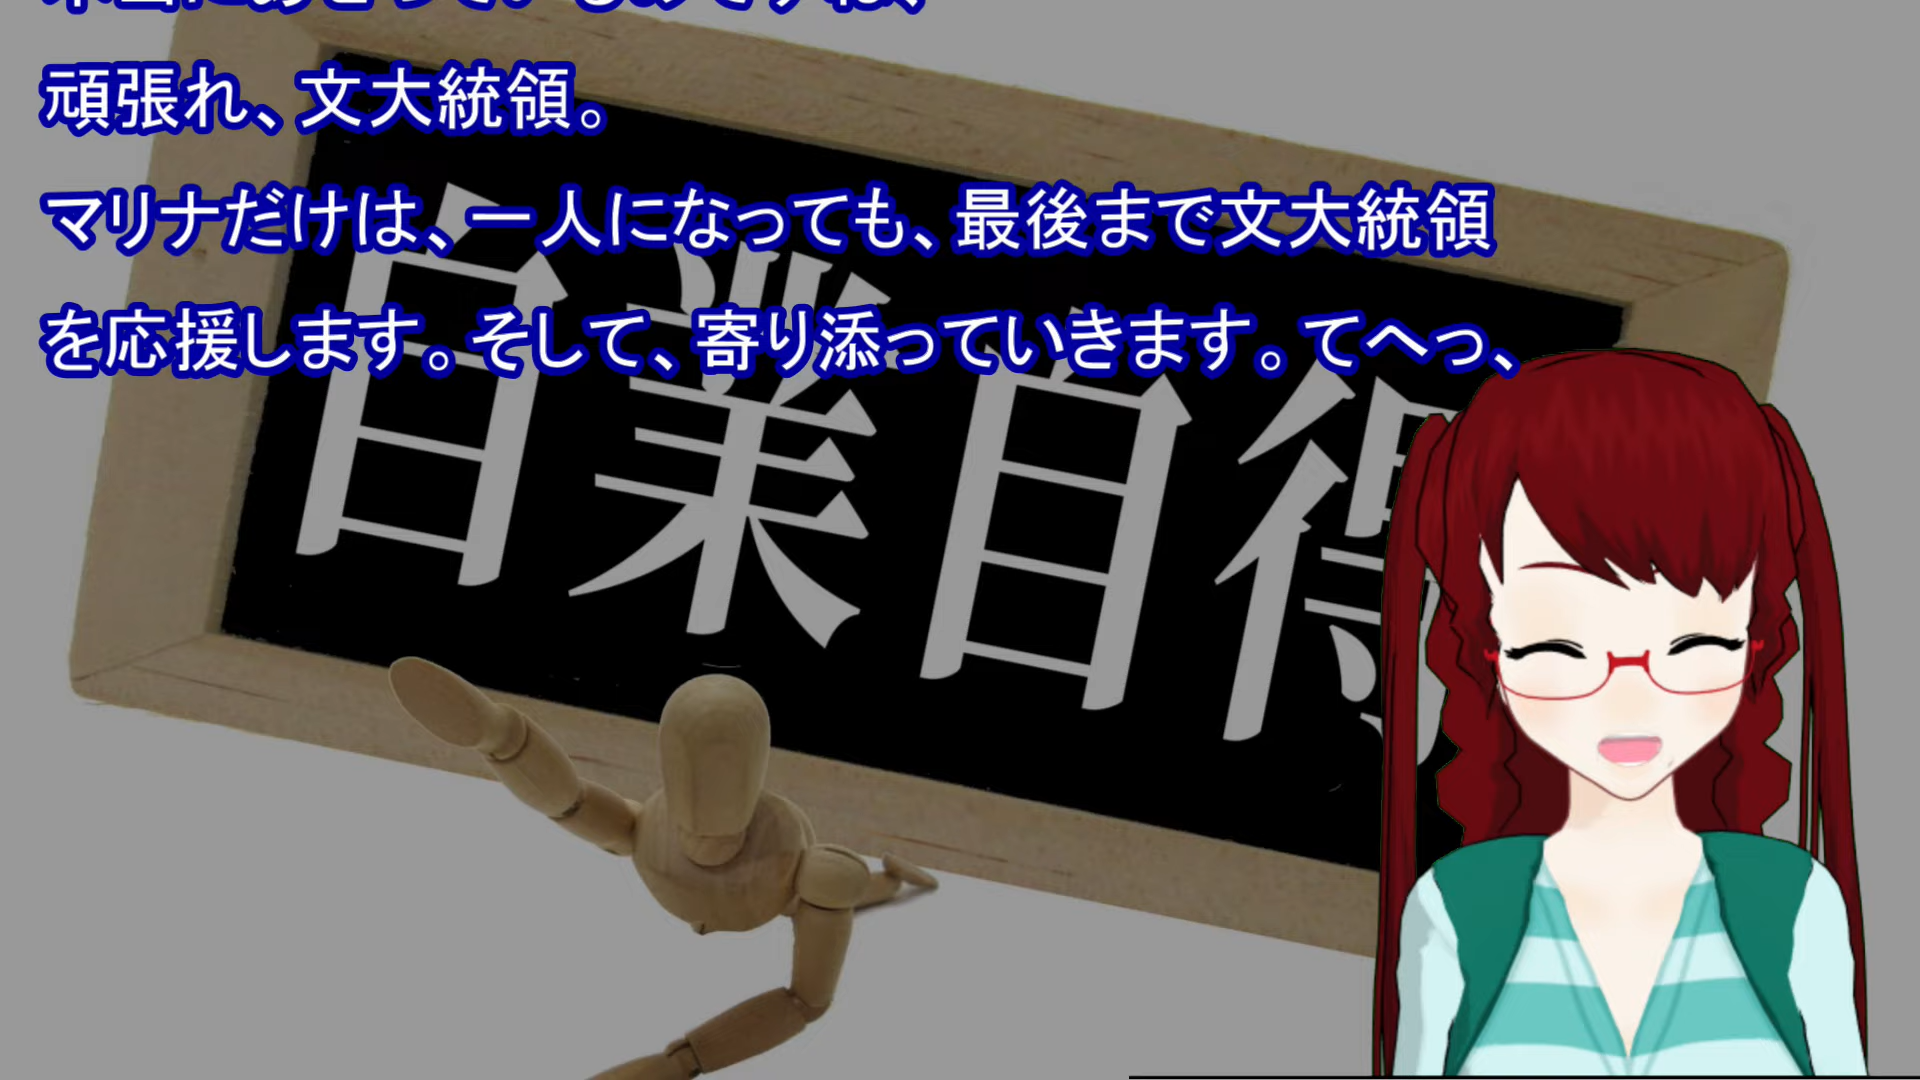 頑張れ、文大統領。
マリナだけは、一人になっても、最後まで文大統領
を応援します。そして、寄り添っていきます。てへっ、
自業自得